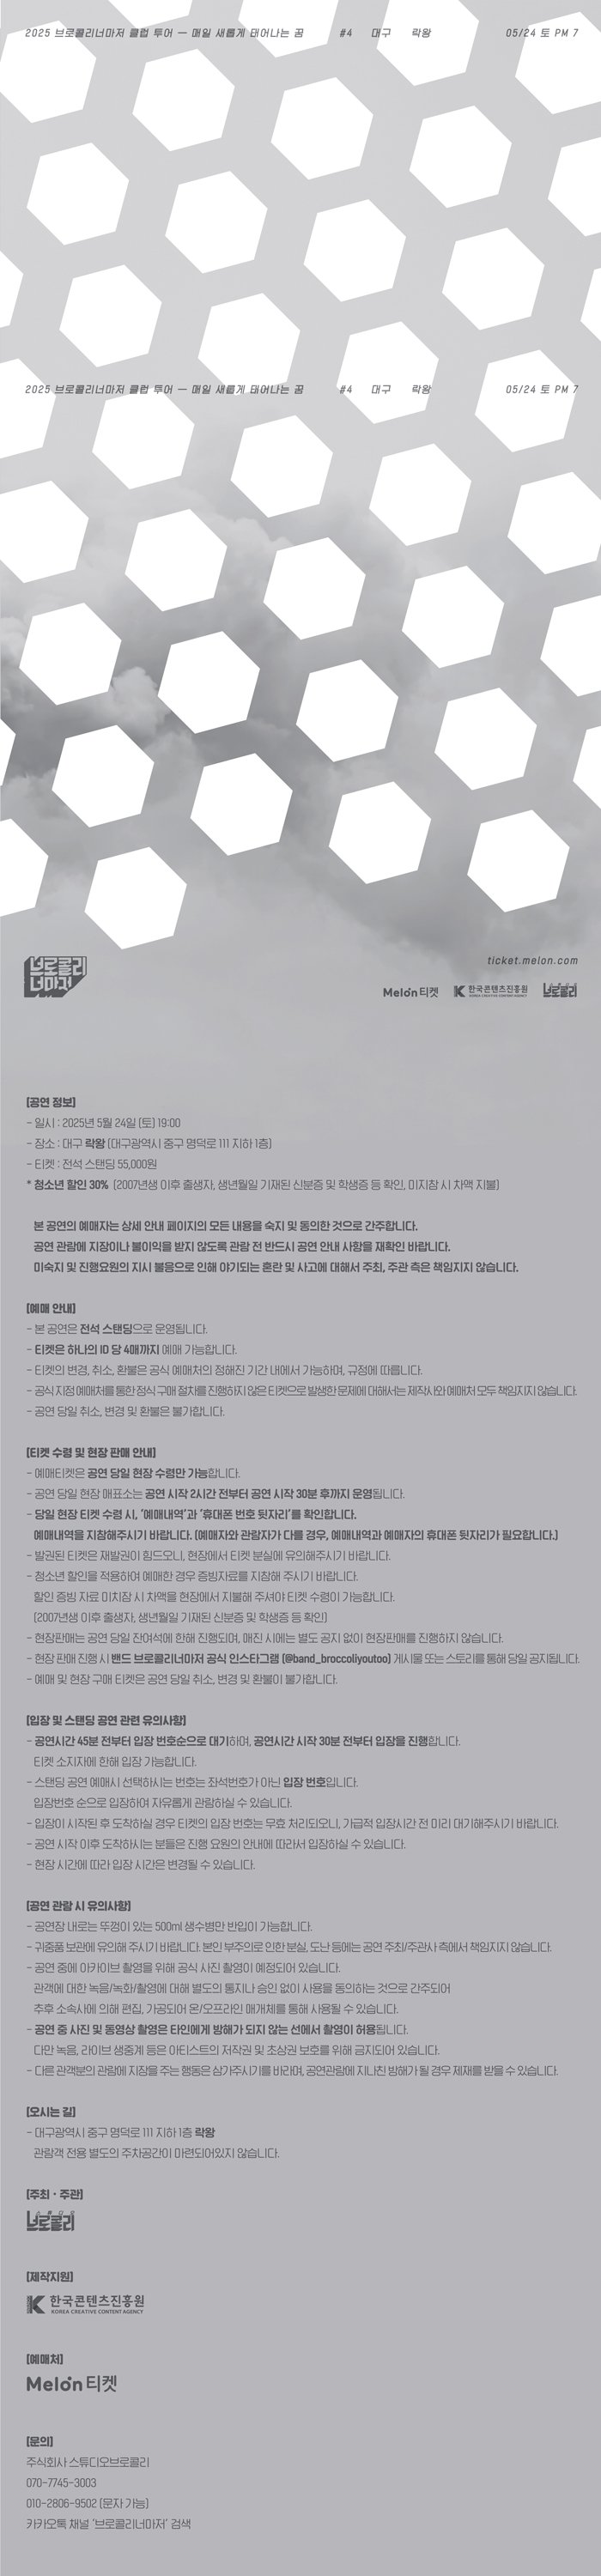 2025 브로콜리너마저 클럽 투어 — 매일 새롭게 태어나는 꿈 #4 대구 락왕 05/24 토 PM 7
2025 브로콜리너마저 클럽 투어 — 매일 새롭게 태어나는 꿈 #4 대구 락왕 05/24 토 PM 7
브로콜리
너마저
ticket.melon.com
Melon 티켓 한국콘텐츠진흥원 브로콜리
KOREA CREATIVE CONTENT AGENCY
[공연 정보]
- 일시 : 2025년 5월 24일 (토) 19:00
- 장소 : 대구 락왕 (대구광역시 중구 명덕로 111 지하 1층)
- 티켓 : 전석 스탠딩 55,000원
* 청소년 할인 30% (2007년생 이후 출생자, 생년월일 기재된 신분증 및 학생증 등 확인, 미지참 시 차액 지불)
본 공연의 예매자는 상세 안내 페이지의 모든 내용을 숙지 및 동의한 것으로 간주합니다.
공연 관람에 지장이나 불이익을 받지 않도록 관람 전 반드시 공연 안내 사항을 재확인 바랍니다.
미숙지 및 진행요원의 지시 불응으로 인해 야기되는 혼란 및 사고에 대해서 주최, 주관 측은 책임지지 않습니다.
[예매 안내]
- 본 공연은 전석 스탠딩으로 운영됩니다.
- 티켓은 하나의 ID 당 4매까지 예매 가능합니다.
- 티켓의 변경, 취소, 환불은 공식 예매처의 정해진 기간 내에서 가능하며, 규정에 따릅니다.
- 공식 지정 예매처를 통한 정식 구매 절차를 진행하지 않은 티켓으로 발생한 문제에 대해서는 제작사와 예매처 모두 책임지지 않습니다.
- 공연 당일 취소, 변경 및 환불은 불가합니다.
[티켓 수령 및 현장 판매 안내]
- 예매티켓은 공연 당일 현장 수령만 가능합니다.
- 공연 당일 현장 매표소는 공연 시작 2시간 전부터 공연 시작 30분 후까지 운영됩니다.
- 당일 현장 티켓 수령 시, '예매내역'과 '휴대폰 번호 뒷자리'를 확인합니다.
예매내역을 지참해주시기 바랍니다. (예매자와 관람자가 다를 경우, 예매내역과 예매자의 휴대폰 뒷자리가 필요합니다.)
- 발권된 티켓은 재발권이 힘드오니, 현장에서 티켓 분실에 유의해주시기 바랍니다.
- 청소년 할인을 적용하여 예매한 경우 증빙자료를 지참해 주시기 바랍니다.
할인 증빙 자료 미지참 시 차액을 현장에서 지불해 주셔야 티켓 수령이 가능합니다.
(2007년생 이후 출생자, 생년월일 기재된 신분증 및 학생증 등 확인)
- 현장판매는 공연 당일 잔여석에 한해 진행되며, 매진 시에는 별도 공지 없이 현장판매를 진행하지 않습니다.
- 현장 판매 진행 시 밴드 브로콜리너마저 공식 인스타그램 (@band_broccoliyoutoo) 게시물 또는 스토리를 통해 당일 공지됩니다.
- 예매 및 현장 구매 티켓은 공연 당일 취소, 변경 및 환불이 불가합니다.
[입장 및 스탠딩 공연 관련 유의사항]
- 공연시간 45분 전부터 입장 번호순으로 대기하며, 공연시간 시작 30분 전부터 입장을 진행합니다.
티켓 소지자에 한해 입장 가능합니다.
- 스탠딩 공연 예매시 선택하시는 번호는 좌석번호가 아닌 입장 번호입니다.
입장번호 순으로 입장하여 자유롭게 관람하실 수 있습니다.
- 입장이 시작된 후 도착하실 경우 티켓의 입장 번호는 무효 처리되오니, 가급적 입장시간 전 미리 대기해주시기 바랍니다.
- 공연 시작 이후 도착하시는 분들은 진행 요원의 안내에 따라서 입장하실 수 있습니다.
- 현장 시간에 따라 입장 시간은 변경될 수 있습니다.
[공연 관람 시 유의사항]
- 공연장 내로는 뚜껑이 있는 500ml 생수병만 반입이 가능합니다.
- 귀중품 보관에 유의해 주시기 바랍니다. 본인 부주의로 인한 분실, 도난 등에는 공연 주최/주관사 측에서 책임지지 않습니다.
- 공연 중에 아카이브 촬영을 위해 공식 사진 촬영이 예정되어 있습니다.
관객에 대한 녹음/녹화/촬영에 대해 별도의 통지나 승인 없이 사용을 동의하는 것으로 간주되어
추후 소속사에 의해 편집, 가공되어 온/오프라인 매개체를 통해 사용될 수 있습니다.
- 공연 중 사진 및 동영상 촬영은 타인에게 방해가 되지 않는 선에서 촬영이 허용됩니다.
다만 녹음, 라이브 생중계 등은 아티스트의 저작권 및 초상권 보호를 위해 금지되어 있습니다.
- 다른 관객분의 관람에 지장을 주는 행동은 삼가주시기를 바라며, 공연관람에 지나친 방해가 될 경우 제재를 받을 수 있습니다.
[오시는 길]
- 대구광역시 중구 명덕로 111 지하 1층 락왕
관람객 전용 별도의 주차공간이 마련되어있지 않습니다.
[주최 · 주관]
브로콜리
[제작지원]
한국콘텐츠진흥원
KOREA CREATIVE CONTENT AGENCY
[예매처]
Melon 티켓
[문의]
주식회사 스튜디오브로콜리
070-7745-3003
010-2806-9502 (문자 가능)
카카오톡 채널 '브로콜리너마저' 검색